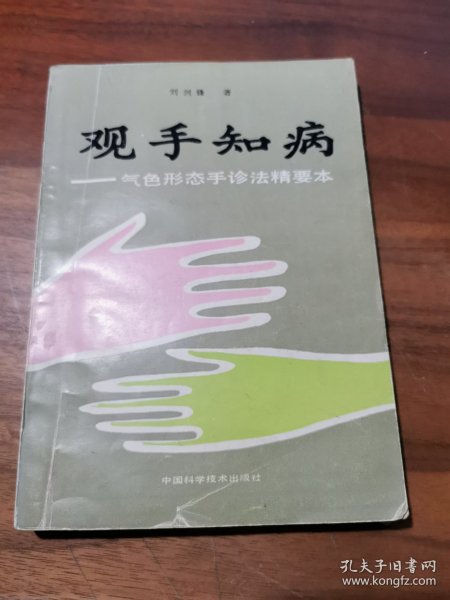 刘剑锋 著
观手知病
——气色形态手诊法精要本
中国科学技术出版社
孔夫子旧书网
www.kongfz.com